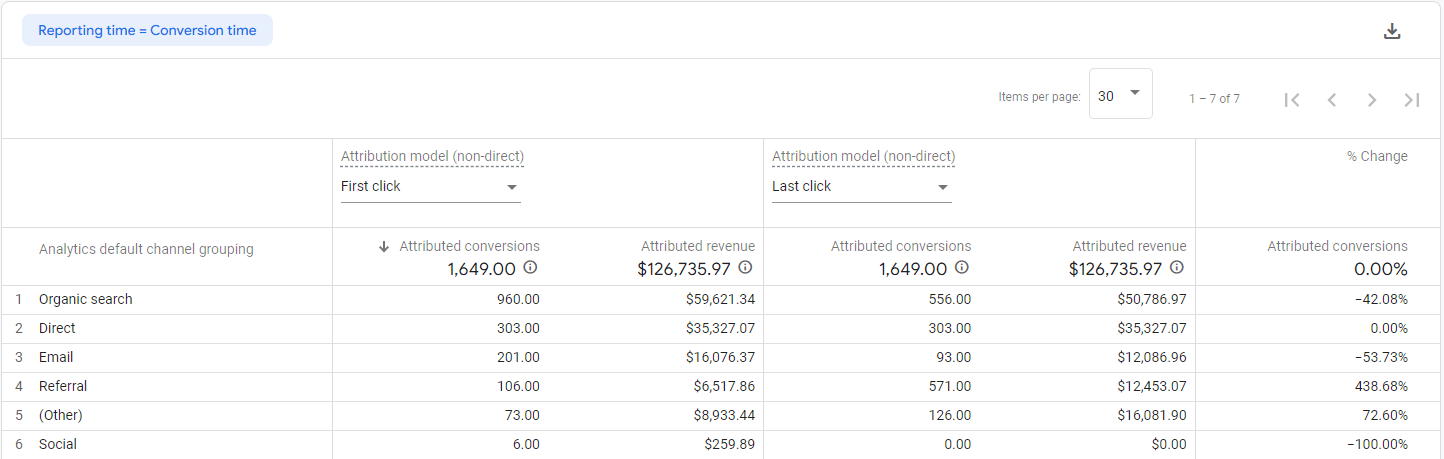 Reporting time = Conversion time
Items per page: 30 1 – 7 of 7
Attribution model (non-direct) Attribution model (non-direct) % Change
First click Last click
Analytics default channel grouping Attributed conversions Attributed revenue Attributed conversions Attributed revenue Attributed conversions
1,649.00 $126,735.97 1,649.00 $126,735.97 0.00%
1 Organic search 960.00 $59,621.34 556.00 $50,786.97 −42.08%
2 Direct 303.00 $35,327.07 303.00 $35,327.07 0.00%
3 Email 201.00 $16,076.37 93.00 $12,086.96 −53.73%
4 Referral 106.00 $6,517.86 571.00 $12,453.07 438.68%
5 (Other) 73.00 $8,933.44 126.00 $16,081.90 72.60%
6 Social 6.00 $259.89 0.00 $0.00 −100.00%